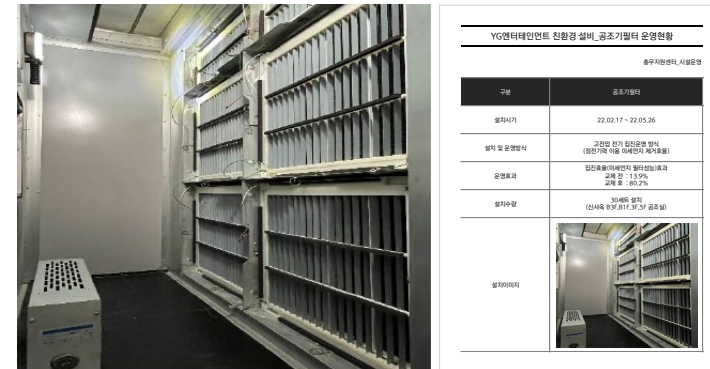 YG엔터테인먼트 친환경 설비_공조기필터 운영현황
총무지원센터_시설운영
구분
공조기필터
설치시기
22.02.17 ~ 22.05.26
설치 및 운영방식
고전압 전기 집진운영 방식
(정전기력 이용 미세먼지 제거효율)
운영효과
집진효율(미세먼지 필터성능)효과
교체 전 : 13.9%
교체 후 : 80.2%
설치수량
30세트 설치
(신사옥 B3F,B1F,3F,5F 공조실)
설치이미지